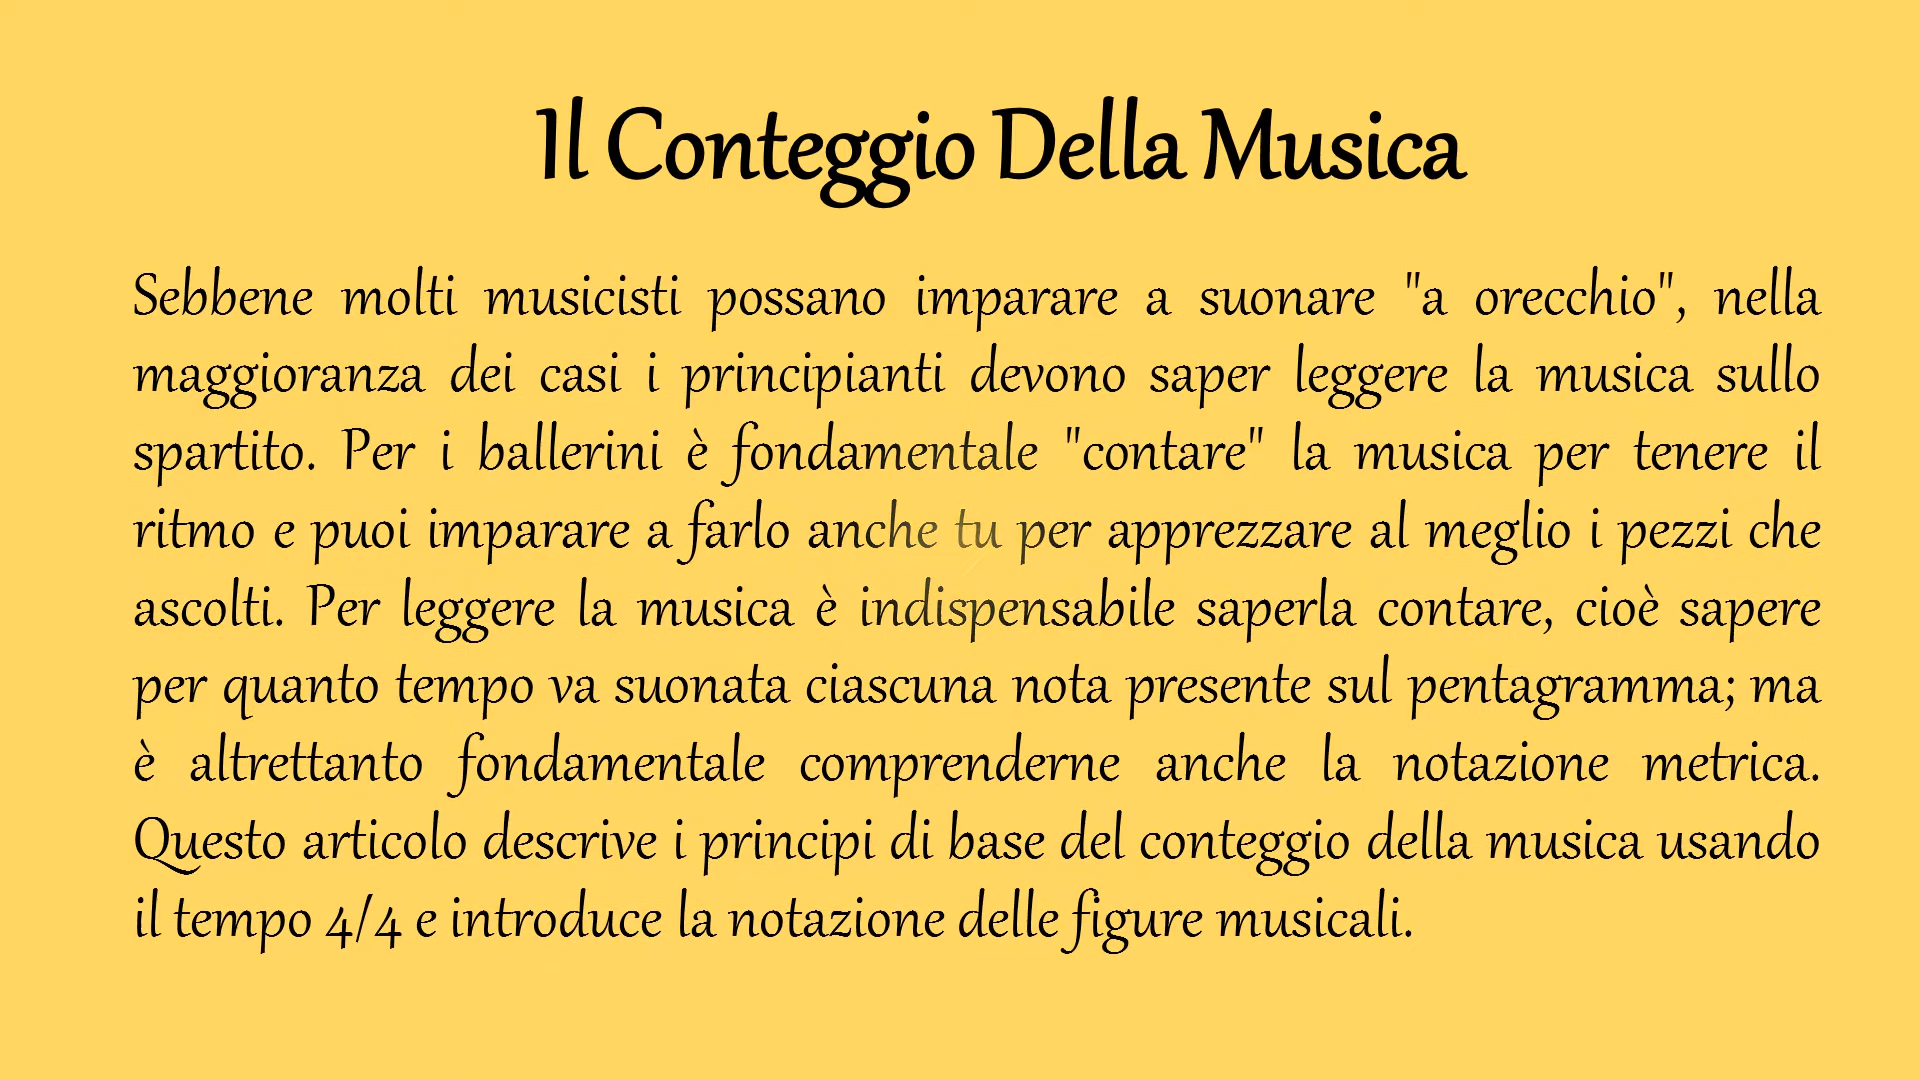 Il Conteggio Della Musica
Sebbene molti musicisti possano imparare a suonare "a orecchio", nella
maggioranza dei casi i principianti devono saper leggere la musica sullo
spartito. Per i ballerini è fondamentale "contare" la musica per tenere il
ritmo e puoi imparare a farlo anche tu per apprezzare al meglio i pezzi che
ascolti. Per leggere la musica è indispensabile saperla contare, cioè sapere
per quanto tempo va suonata ciascuna nota presente sul pentagramma; ma
è altrettanto fondamentale comprenderne anche la notazione metrica.
Questo articolo descrive i principi di base del conteggio della musica usando
il tempo 4/4 e introduce la notazione delle figure musicali.